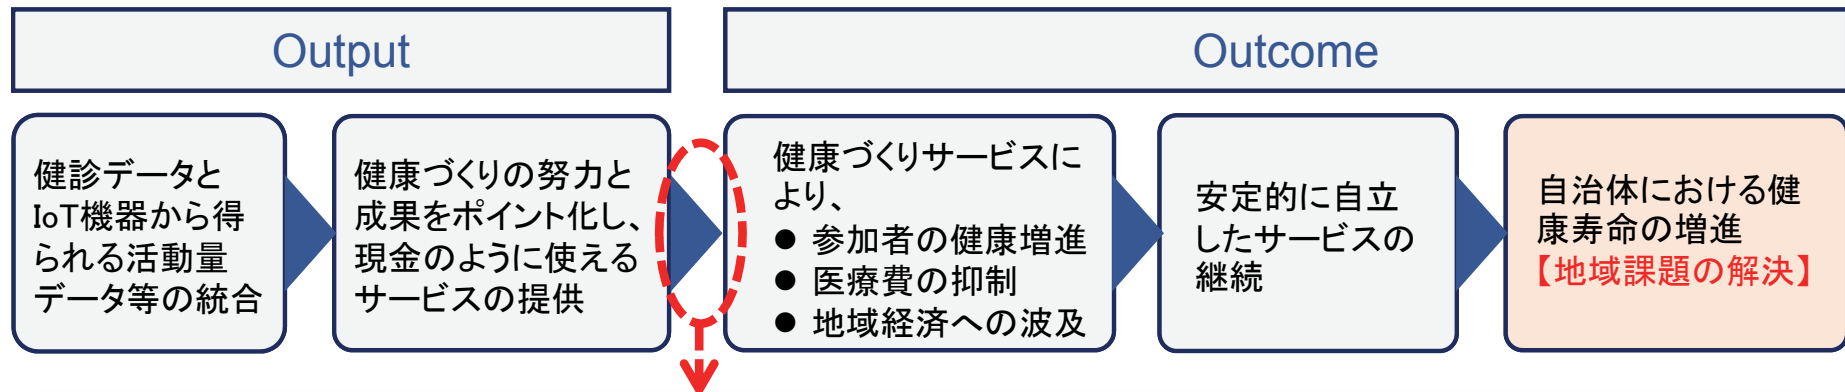 Output
Outcome
健診データと
IoT機器から得
られる活動量
データ等の統合
健康づくりの努力と
成果をポイント化し、
現金のように使える
サービスの提供
健康づくりサービスに
より、
● 参加者の健康増進
● 医療費の抑制
● 地域経済への波及
安定的に自立
したサービスの
継続
自治体における健
康寿命の増進
【地域課題の解決】